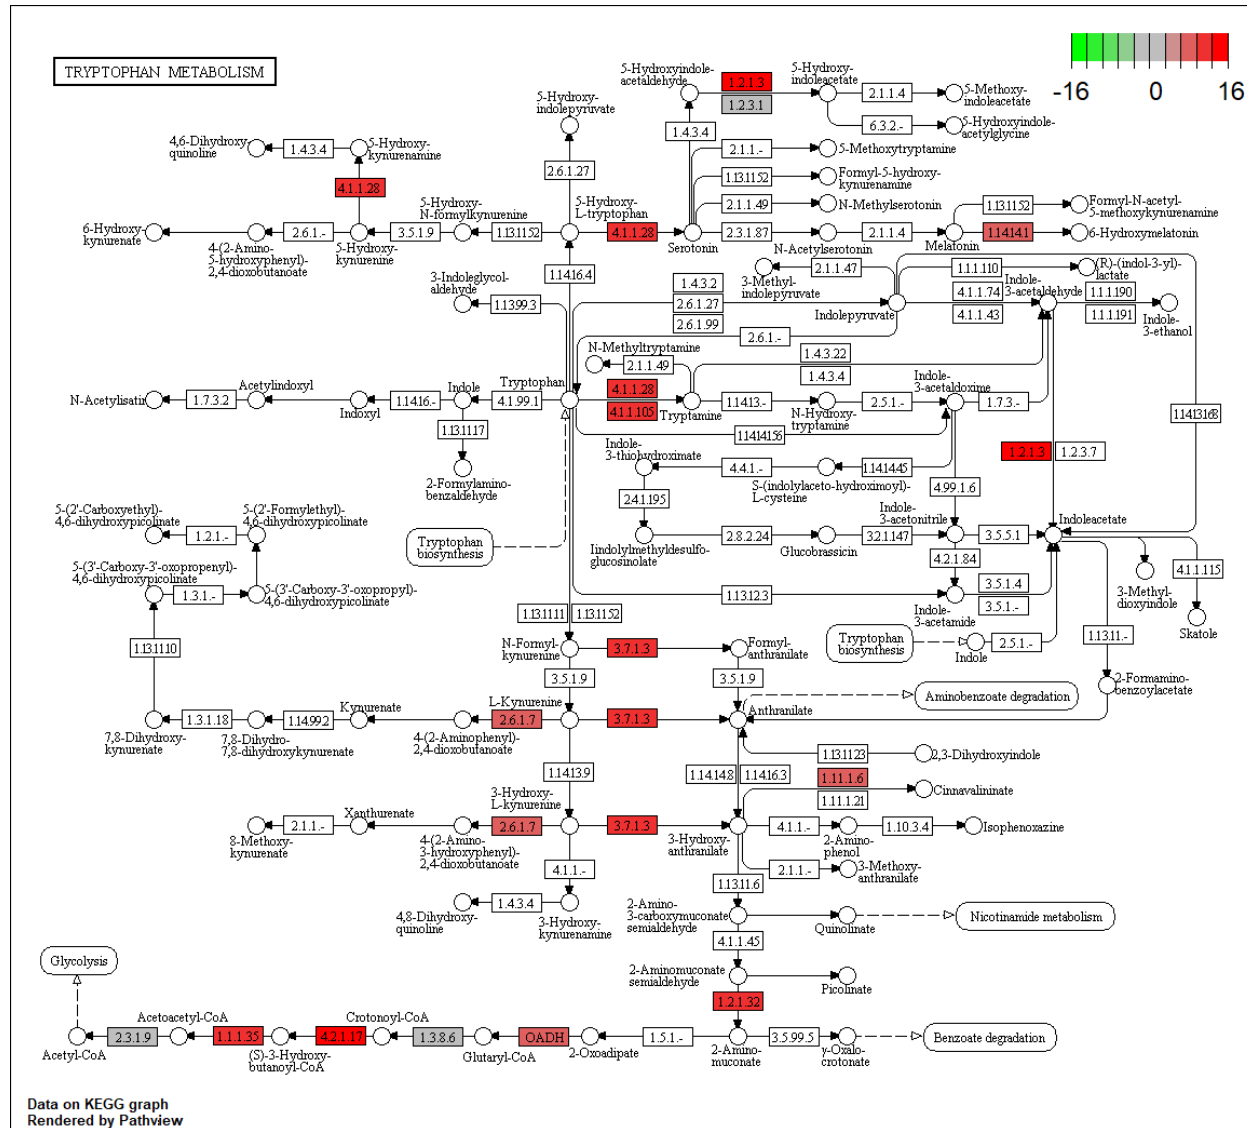 TRYPTOPHAN METABOLISM
-16 0 16
5-Hydroxyindole-
acetaldehyde
1.2.1.3
1.2.3.1
5-Hydroxy-
indoleacetate
2.1.1.4
5-Methoxy-
indoleacetate
6.3.2.-
5-Hydroxyindole-
acetylglycine
1.4.3.4
5-Hydroxy-
indolepyruvate
2.6.1.27
4,6-Dihydroxy-
quinoline
1.4.3.4
5-Hydroxy-
kynurenamine
4.1.1.28
2.1.1.-
5-Methoxytryptamine
1.13.11.52
Formyl-5-hydroxy-
kynurenamine
2.1.1.49
N-Methylserotonin
6-Hydroxy-
kynurenate
4-(2-Amino-
5-hydroxyphenyl)-
2,4-dioxobutanoate
2.6.1.-
5-Hydroxy-
kynurenine
3.5.1.9
5-Hydroxy-
N-formylkynurenine
1.13.11.52
5-Hydroxy-
L-tryptophan
4.1.1.28
Serotonin
2.3.1.87
N-Acetylserotonin
2.1.1.4
Melatonin
1.13.11.52
Formyl-N-acetyl-
5-methoxykynurenamine
1.14.14.1
6-Hydroxymelatonin
1.14.16.4
3-Indoleglycol-
aldehyde
1.13.99.3
3-Methyl-
indolepyruvate
2.1.1.47
1.1.1.110
(R)-(indol-3-yl)-
lactate
1.4.3.2
2.6.1.27
2.6.1.99
Indolepyruvate
4.1.1.74
4.1.1.43
Indole-
3-acetaldehyde
1.1.1.190
1.1.1.191
Indole-
3-ethanol
2.6.1.-
N-Methyltryptamine
2.1.1.49
1.4.3.22
1.4.3.4
N-Acetylisatin
1.7.3.2
Acetylindoxyl
Indoxyl
1.14.16.-
Indole
4.1.99.1
Tryptophan
4.1.1.28
4.1.1.105
Tryptamine
1.14.13.-
N-Hydroxy-
tryptamine
2.5.1.-
Indole-
3-acetaldoxime
1.7.3.-
1.14.13.168
1.13.11.17
2-Formylamino-
benzaldehyde
1.14.14.156
Indole-
3-thiohydroximate
4.4.1.-
S-(indolylaceto-hydroximoyl)-
L-cysteine
1.14.14.45
1.2.1.3
1.2.3.7
2.4.1.195
4.99.1.6
5-(2'-Carboxyethyl)-
4,6-dihydroxypicolinate
1.2.1.-
5-(2'-Formylethyl)-
4,6-dihydroxypicolinate
Tryptophan
biosynthesis
Iindolylmethyldesulfo-
glucosinolate
2.8.2.24
Glucobrassicin
3.2.1.147
Indole-
3-acetonitrile
3.5.5.1
Indoleacetate
4.2.1.84
5-(3'-Carboxy-3'-oxopropenyl)-
4,6-dihydroxypicolinate
1.3.1.-
5-(3'-Carboxy-3'-oxopropyl)-
4,6-dihydroxypicolinate
1.13.12.3
Indole-
3-acetamide
3.5.1.4
3.5.1.-
3-Methyl-
dioxyindole
4.1.1.115
Skatole
1.13.11.11
1.13.11.52
1.13.11.10
N-Formyl-
kynurenine
3.7.1.3
Formyl-
anthranilate
Tryptophan
biosynthesis
Indole
2.5.1.-
1.13.11.-
3.5.1.9
3.5.1.9
2-Formamino-
benzoylacetate
Aminobenzoate degradation
7,8-Dihydroxy-
kynurenate
1.3.1.18
7,8-Dihydro-
7,8-dihydroxykynurenate
1.14.99.2
Kynurenate
4-(2-Aminophenyl)-
2,4-dioxobutanoate
2.6.1.7
L-Kynurenine
3.7.1.3
Anthranilate
1.13.11.23
2,3-Dihydroxyindole
1.14.13.9
1.14.14.8
1.14.16.3
1.11.1.6
1.11.1.21
Cinnavalininate
8-Methoxy-
kynurenate
2.1.1.-
Xanthurenate
4-(2-Amino-
3-hydroxyphenyl)-
2,4-dioxobutanoate
2.6.1.7
3-Hydroxy-
L-kynurenine
3.7.1.3
3-Hydroxy-
anthranilate
4.1.1.-
2-Amino-
phenol
1.10.3.4
Isophenoxazine
2.1.1.-
3-Methoxy-
anthranilate
4.1.1.-
1.13.11.6
4,8-Dihydroxy-
quinoline
1.4.3.4
3-Hydroxy-
kynurenamine
2-Amino-
3-carboxymuconate
semialdehyde
Quinolinate
Nicotinamide metabolism
4.1.1.45
Glycolysis
2-Aminomuconate
semialdehyde
Picolinate
1.2.1.32
Acetyl-CoA
2.3.1.9
Acetoacetyl-CoA
1.1.1.35
(S)-3-Hydroxy-
butanoyl-CoA
4.2.1.17
Crotonoyl-CoA
1.3.8.6
Glutaryl-CoA
OADH
2-Oxoadipate
1.5.1.-
2-Amino-
muconate
3.5.99.5
γ-Oxalo-
crotonate
Benzoate degradation
Data on KEGG graph
Rendered by Pathview